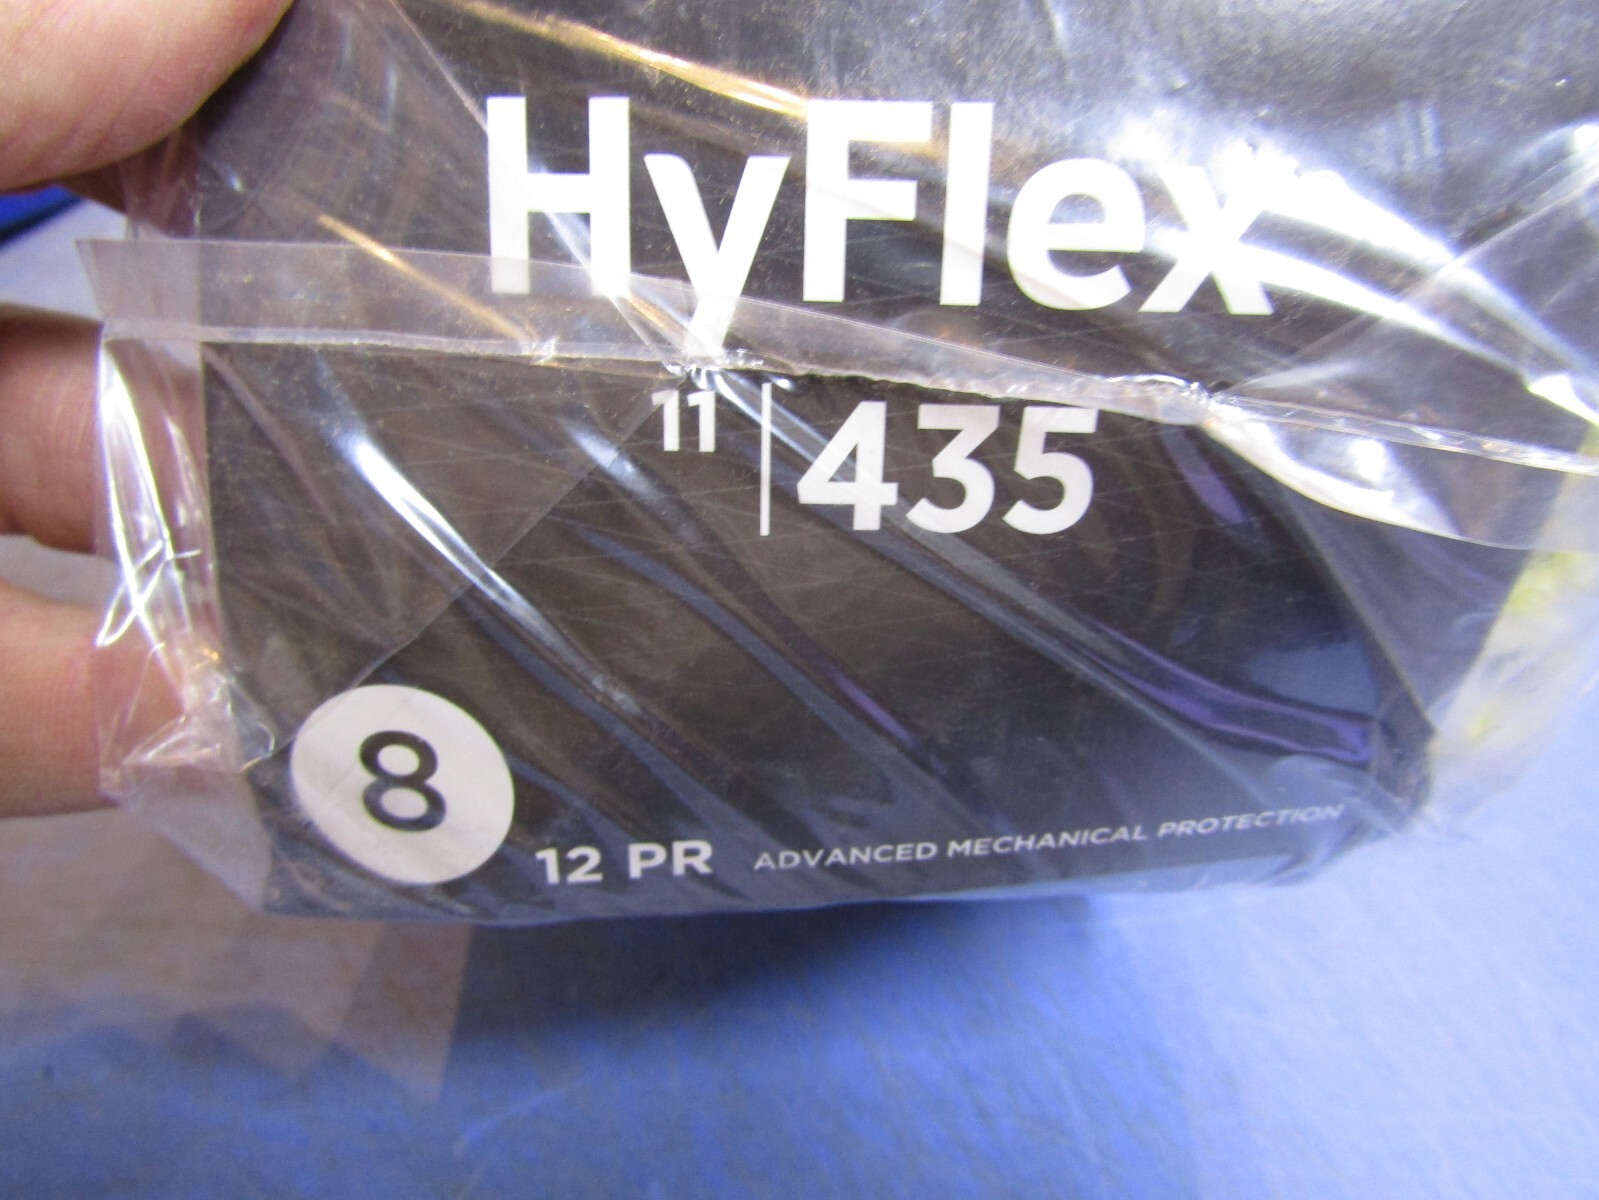 HyFlex
11 | 435
8
12 PR ADVANCED MECHANICAL PROTECTION